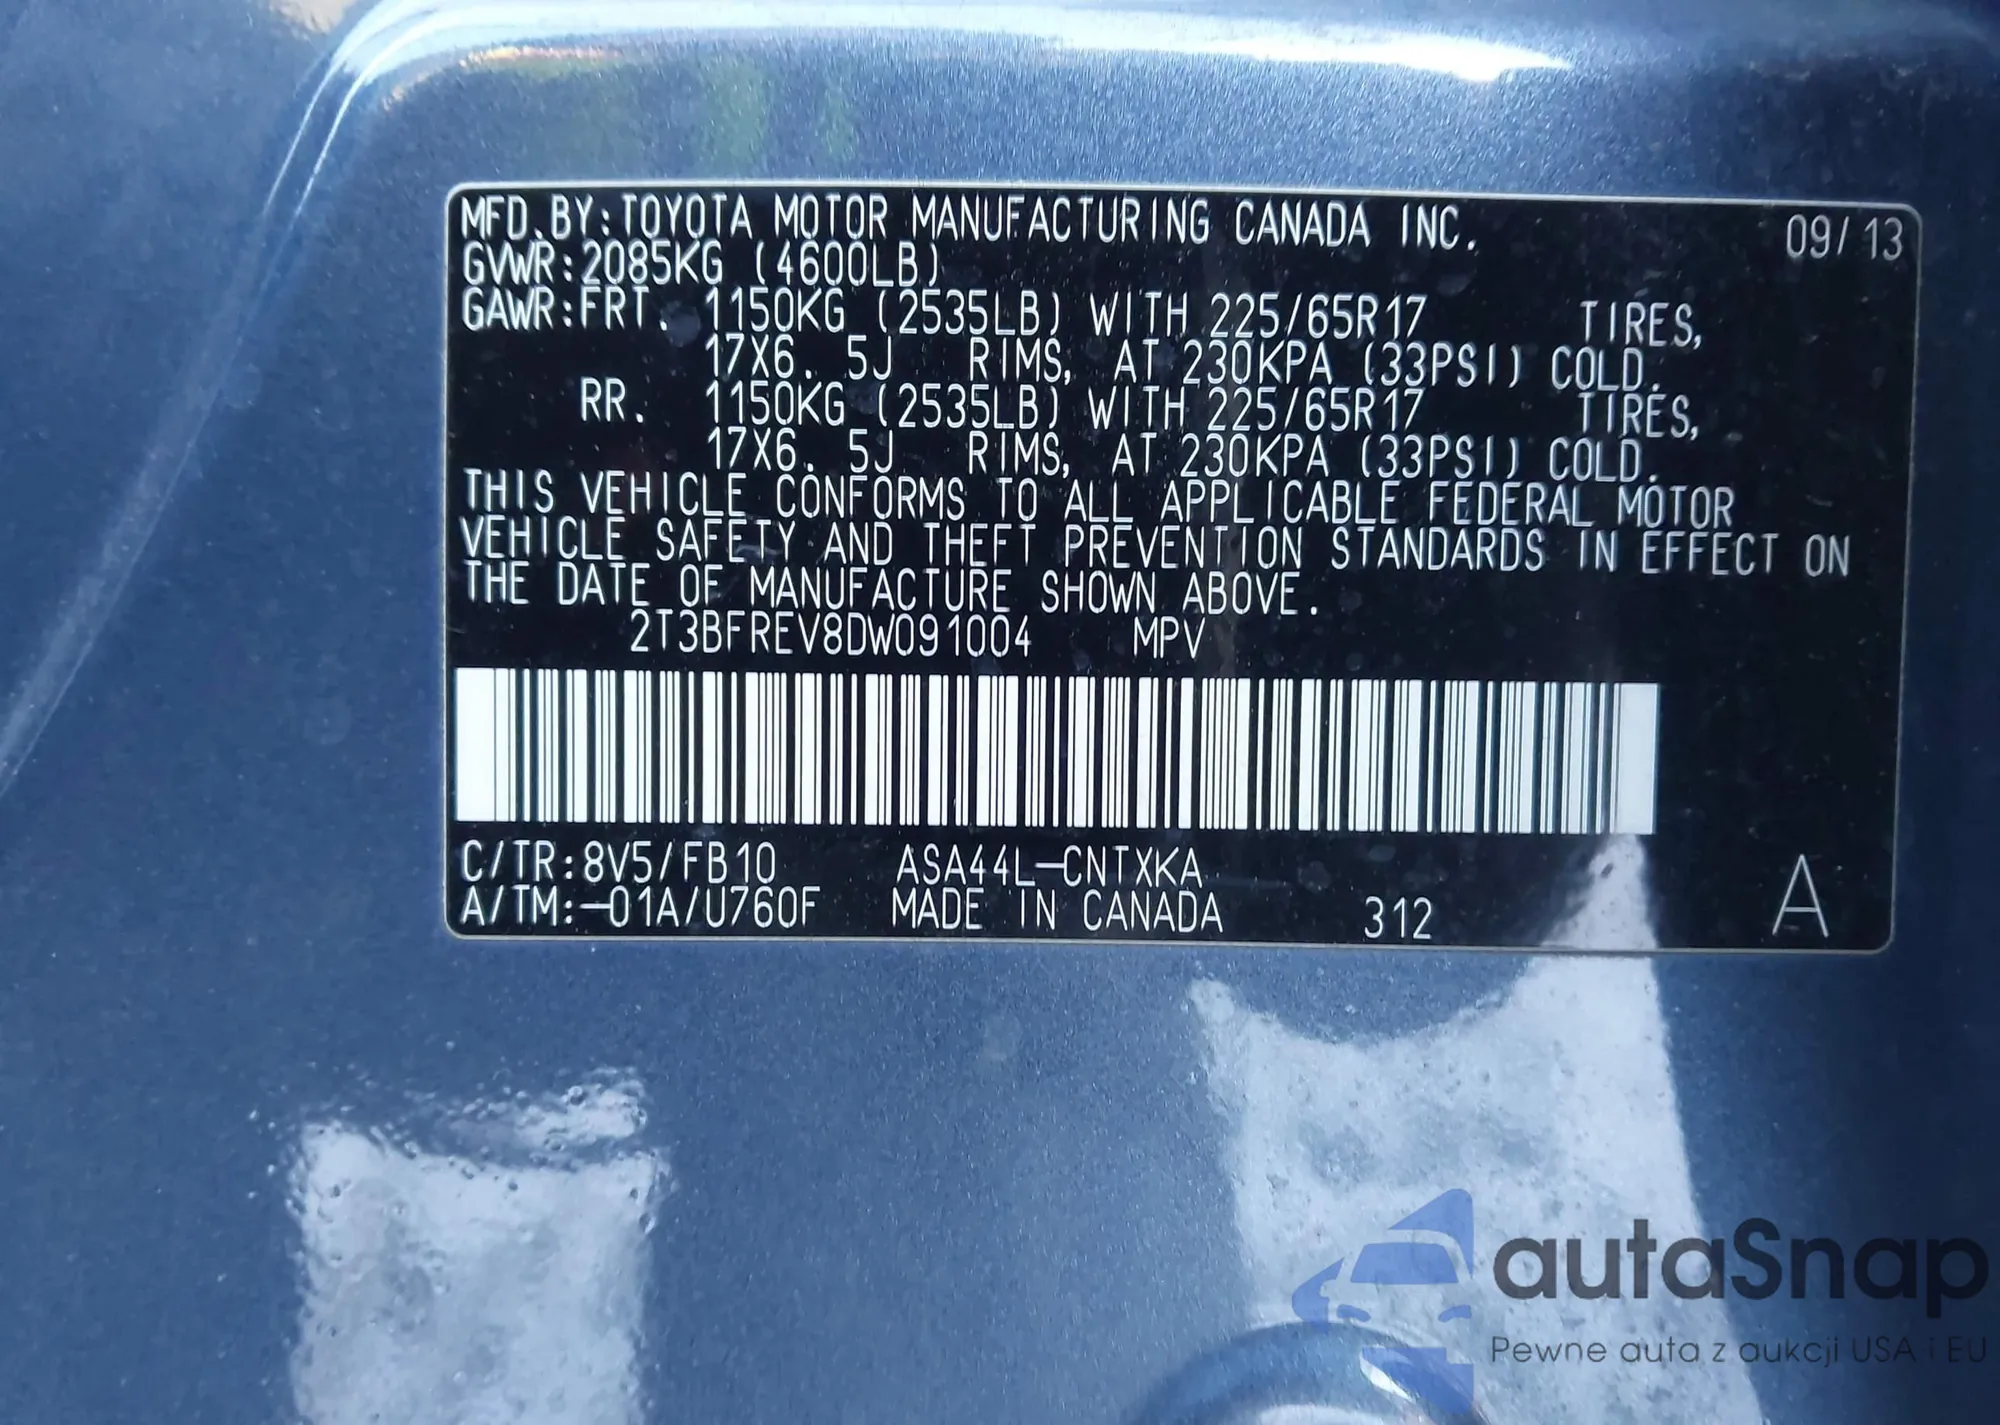 MFD. BY: TOYOTA MOTOR MANUFACTURING CANADA INC. 09/13
GVWR: 2085KG (4600LB)
GAWR: FRT. 1150KG (2535LB) WITH 225/65R17 TIRES,
17X6. 5J RIMS, AT 230KPA (33PSI) COLD.
RR. 1150KG (2535LB) WITH 225/65R17 TIRES,
17X6. 5J RIMS, AT 230KPA (33PSI) COLD.
THIS VEHICLE CONFORMS TO ALL APPLICABLE FEDERAL MOTOR
VEHICLE SAFETY AND THEFT PREVENTION STANDARDS IN EFFECT ON
THE DATE OF MANUFACTURE SHOWN ABOVE.
2T3BFREV8DW091004 MPV
C/TR: 8V5/FB10 ASA44L-CNTXKA
A/TM: -01A/U760F MADE IN CANADA 312 A
autaSnap
Pewne auta z aukcji USA i EU